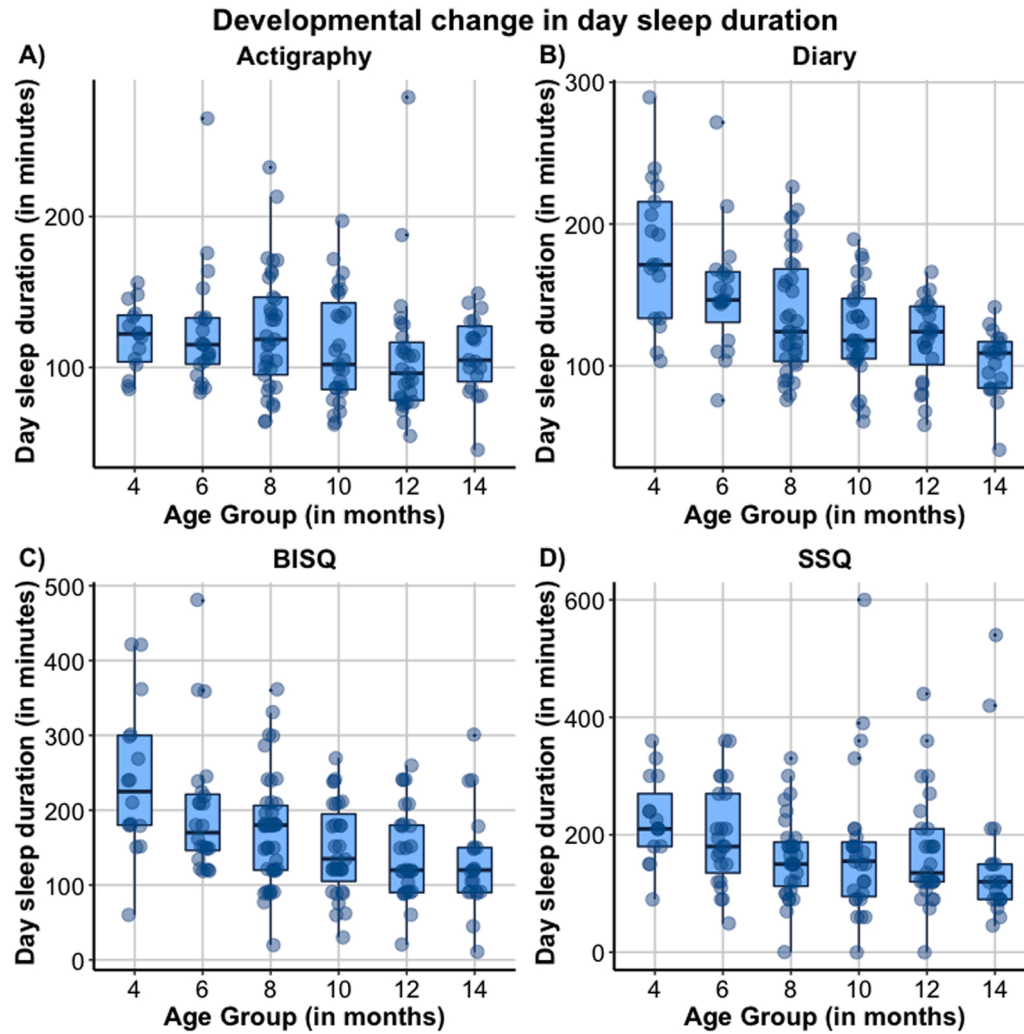 Developmental change in day sleep duration
A)
Actigraphy
Day sleep duration (in minutes)
200
100
4 6 8 10 12 14
Age Group (in months)
B)
Diary
Day sleep duration (in minutes)
300
200
100
4 6 8 10 12 14
Age Group (in months)
C)
BISQ
Day sleep duration (in minutes)
500
400
300
200
100
0
4 6 8 10 12 14
Age Group (in months)
D)
SSQ
Day sleep duration (in minutes)
600
400
200
0
4 6 8 10 12 14
Age Group (in months)